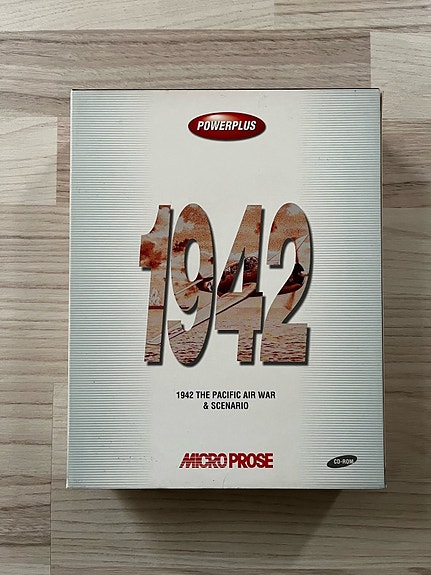 POWERPLUS
1942
1942 THE PACIFIC AIR WAR
& SCENARIO
MICROPROSE
CD-ROM